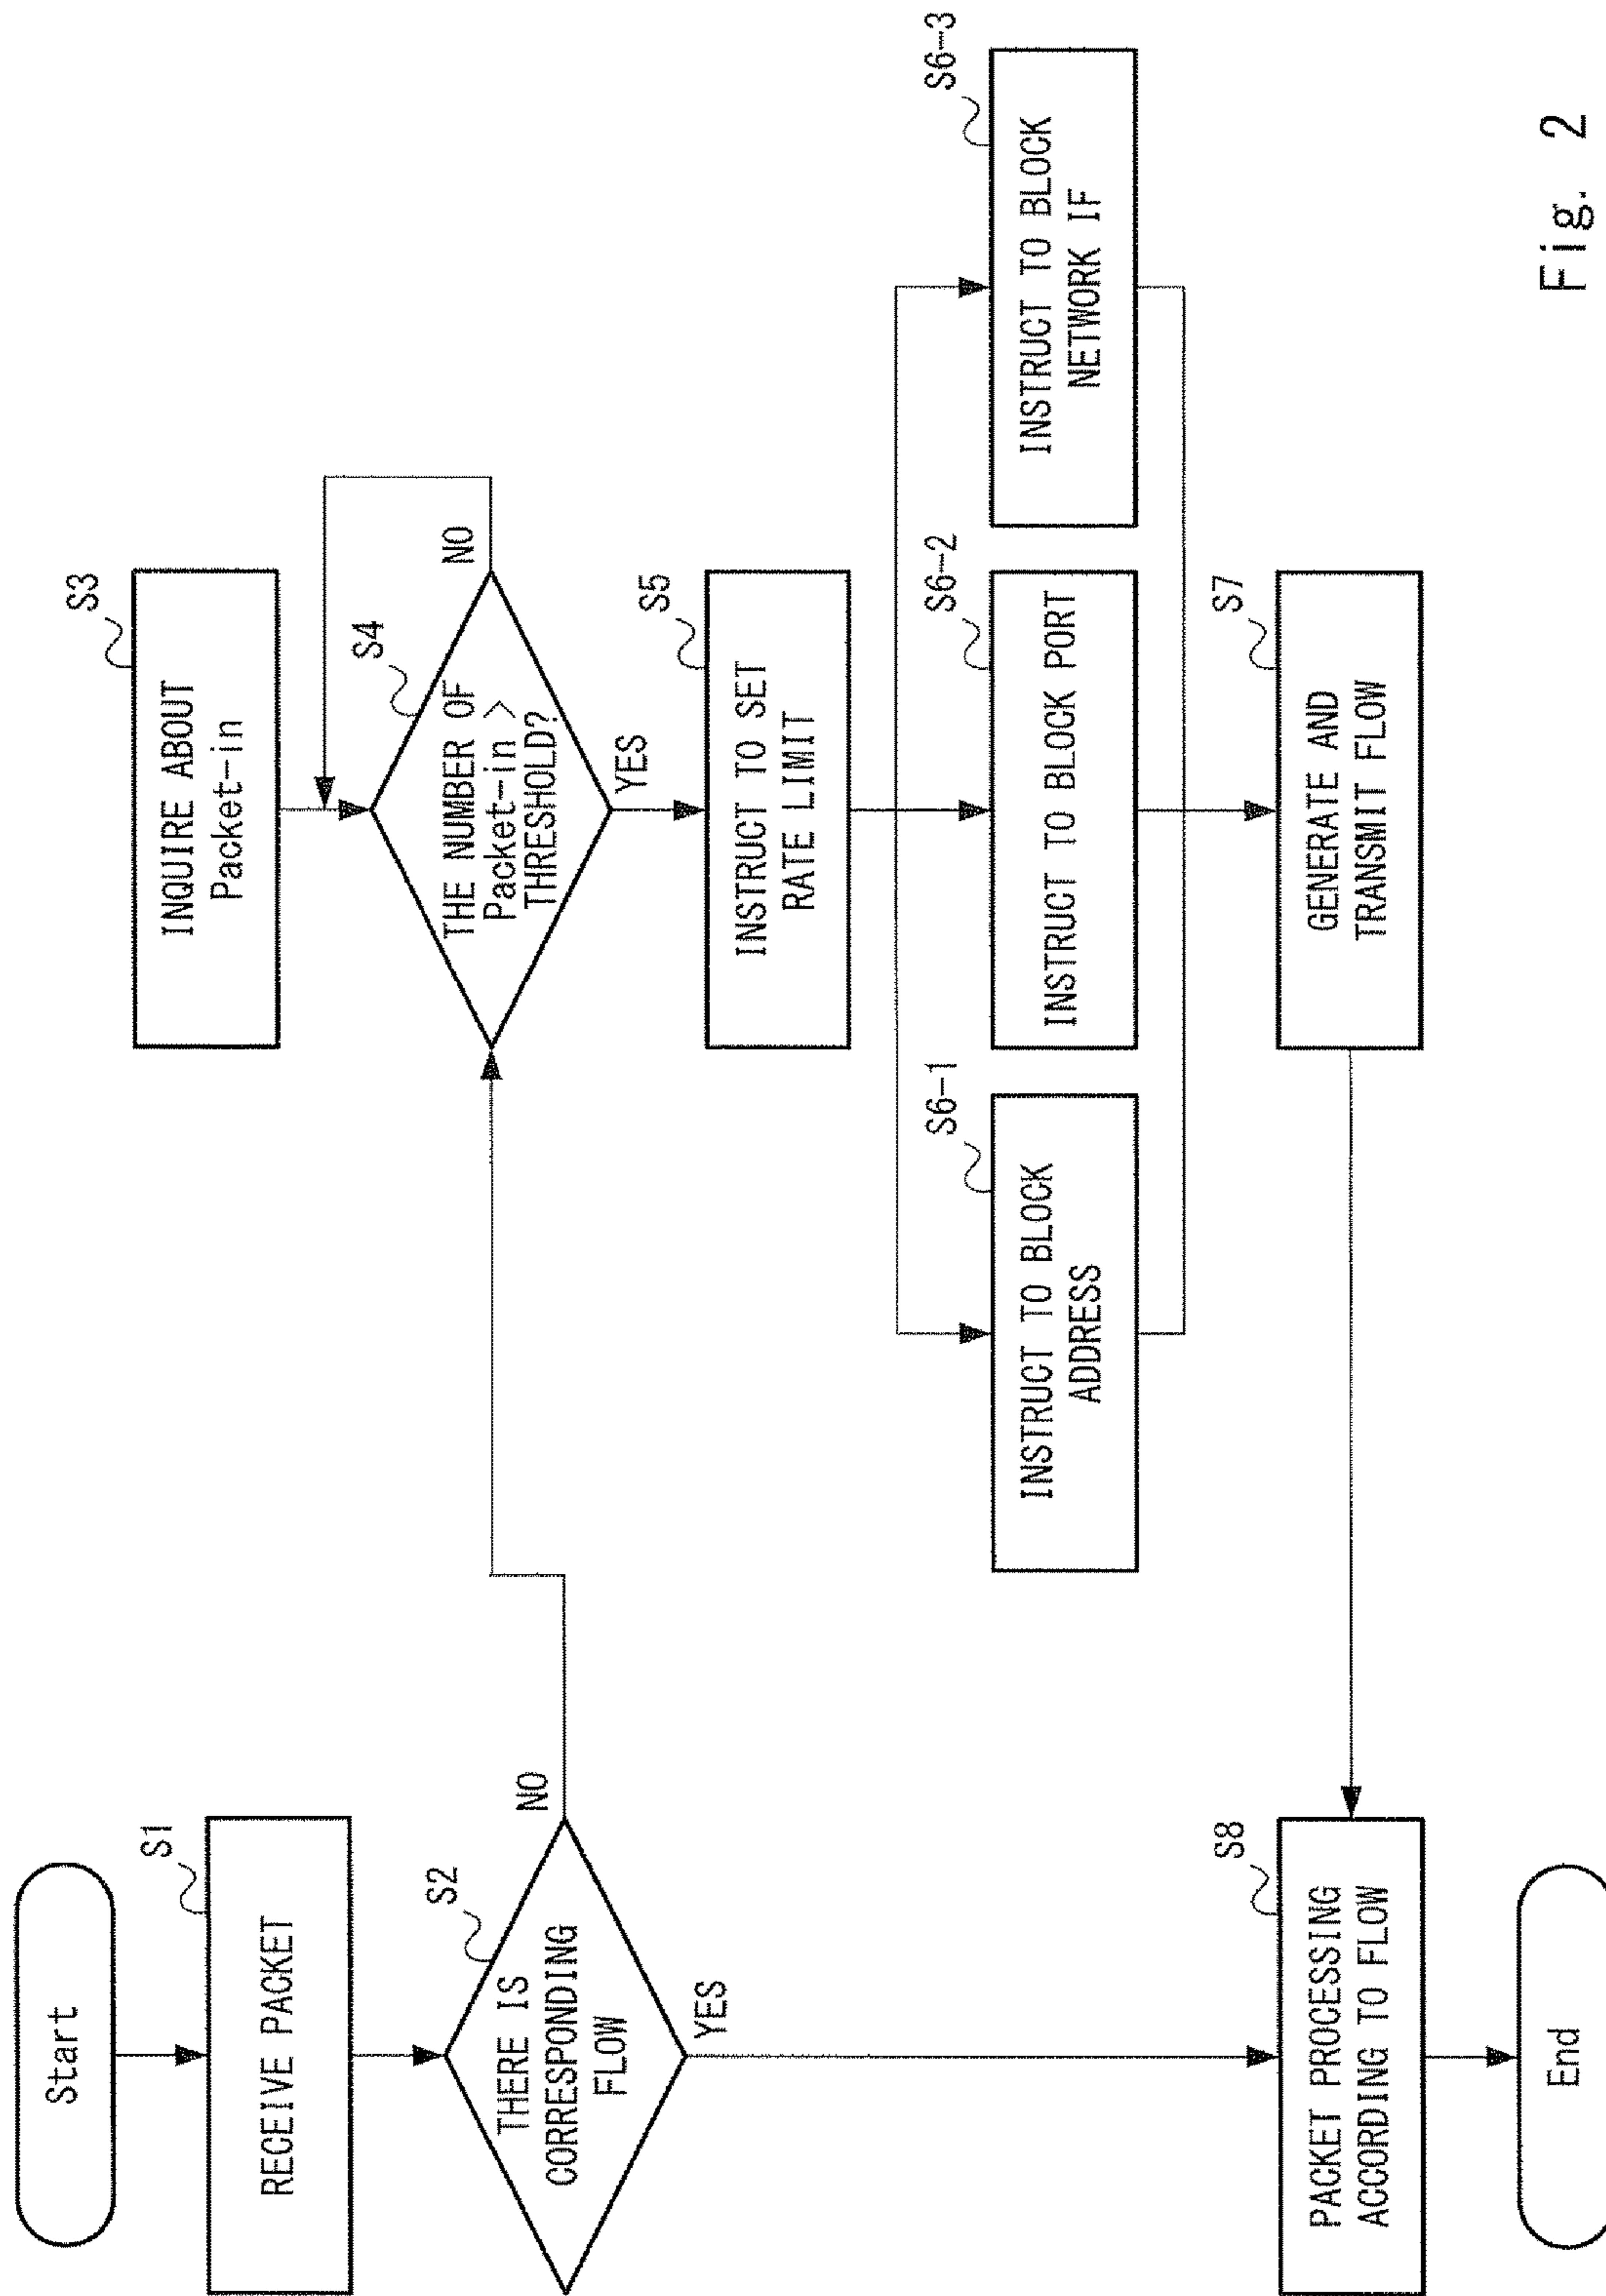 Start
S1
RECEIVE PACKET
S2
THERE IS
CORRESPONDING
FLOW
NO
YES
S3
INQUIRE ABOUT
Packet-in
S4
THE NUMBER OF
Packet-in >
THRESHOLD?
NO
YES
S5
INSTRUCT TO SET
RATE LIMIT
S6-1
INSTRUCT TO BLOCK
ADDRESS
S6-2
INSTRUCT TO BLOCK PORT
S6-3
INSTRUCT TO BLOCK
NETWORK IF
S7
GENERATE AND
TRANSMIT FLOW
S8
PACKET PROCESSING
ACCORDING TO FLOW
End
Fig. 2